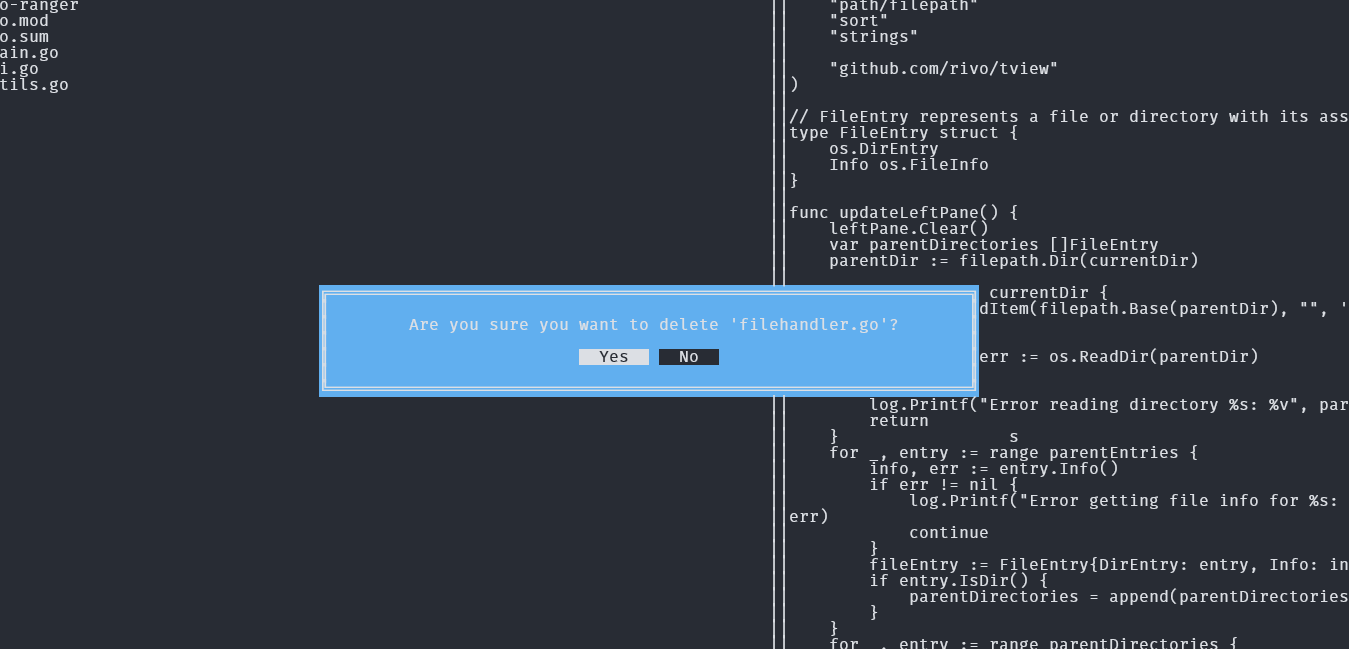 o-ranger
o.mod
o.sum
ain.go
i.go
tils.go
"path/filepath"
"sort"
"strings"
"github.com/rivo/tview"
)
// FileEntry represents a file or directory with its ass
type FileEntry struct {
os.DirEntry
Info os.FileInfo
}
func updateLeftPane() {
leftPane.Clear()
var parentDirectories []FileEntry
parentDir := filepath.Dir(currentDir)
currentDir {
dItem(filepath.Base(parentDir), "", '
Are you sure you want to delete 'filehandler.go'?
Yes No
err := os.ReadDir(parentDir)
log.Printf("Error reading directory %s: %v", par
return
} s
for _, entry := range parentEntries {
info, err := entry.Info()
if err != nil {
log.Printf("Error getting file info for %s:
err)
continue
}
fileEntry := FileEntry{DirEntry: entry, Info: in
if entry.IsDir() {
parentDirectories = append(parentDirectories
}
}
for _, entry := range parentDirectories {